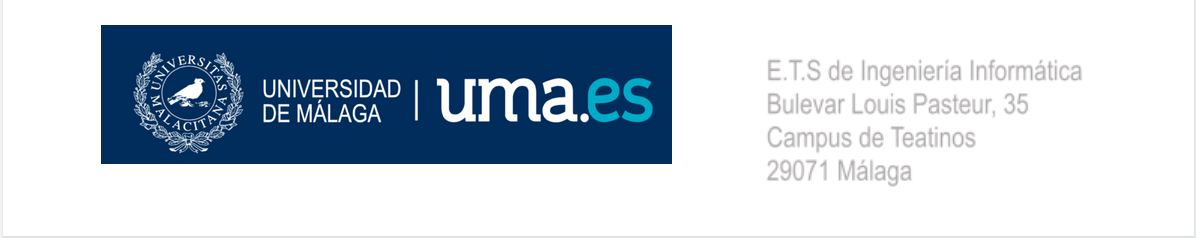 UNIVERSITAS
MALACITANA
UNIVERSIDAD
DE MÁLAGA
uma.es
E.T.S de Ingeniería Informática
Bulevar Louis Pasteur, 35
Campus de Teatinos
29071 Málaga